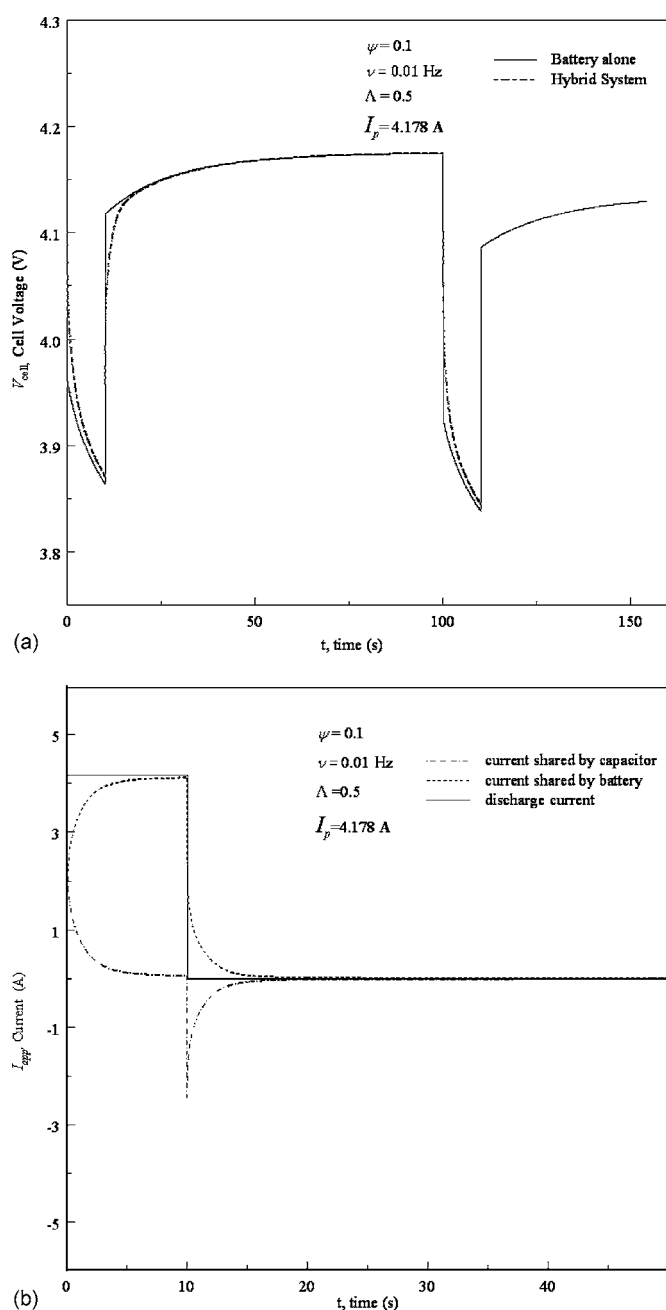 4.3
4.2
4.1
4.0
3.9
3.8
V_cell, Cell Voltage (V)
ψ = 0.1
ν = 0.01 Hz
Λ = 0.5
I_p = 4.178 A
Battery alone
Hybrid System
0 50 100 150
t, time (s)
(a)
5
3
1
-1
-3
-5
I_app, Current (A)
ψ = 0.1
ν = 0.01 Hz
Λ =0.5
I_p=4.178 A
current shared by capacitor
current shared by battery
discharge current
0 10 20 30 40
t, time (s)
(b)